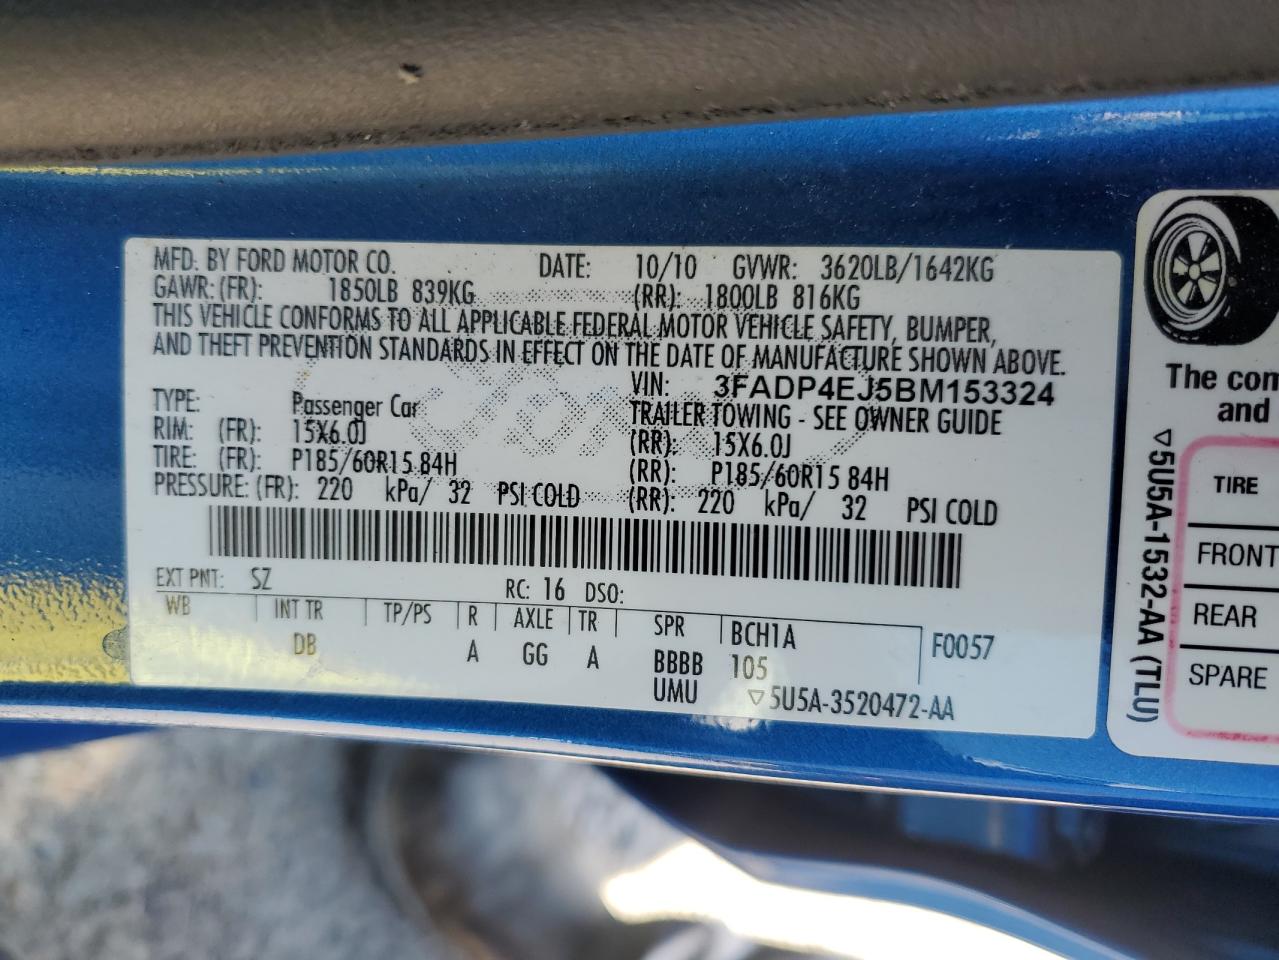 MFD. BY FORD MOTOR CO. DATE: 10/10 GVWR: 3620LB/1642KG
GAWR: (FR): 1850LB 839KG (RR): 1800LB 816KG
THIS VEHICLE CONFORMS TO ALL APPLICABLE FEDERAL MOTOR VEHICLE SAFETY, BUMPER,
AND THEFT PREVENTION STANDARDS IN EFFECT ON THE DATE OF MANUFACTURE SHOWN ABOVE.
VIN: 3FADP4EJ5BM153324
TYPE: Passenger Car TRAILER TOWING - SEE OWNER GUIDE
RIM: (FR): 15X6.0J (RR): 15X6.0J
TIRE: (FR): P185/60R15 84H (RR): P185/60R15 84H
PRESSURE: (FR): 220 kPa/ 32 PSI COLD (RR): 220 kPa/ 32 PSI COLD
EXT PNT: SZ RC: 16 DSO:
WB INT TR TP/PS R AXLE TR SPR BCH1A F0057
DB A GG A BBBB 105
UMU ▽5U5A-3520472-AA
The com
and
▽5U5A-1532-AA (TLU)
TIRE
FRONT
REAR
SPARE